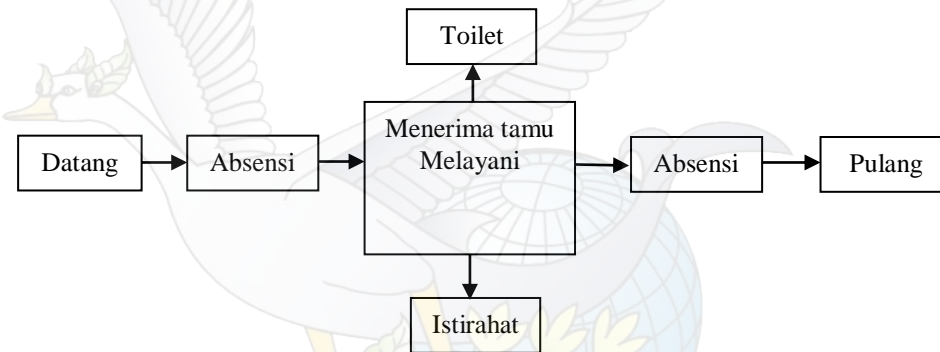 Toilet
Datang
Absensi
Menerima tamu
Melayani
Absensi
Pulang
Istirahat